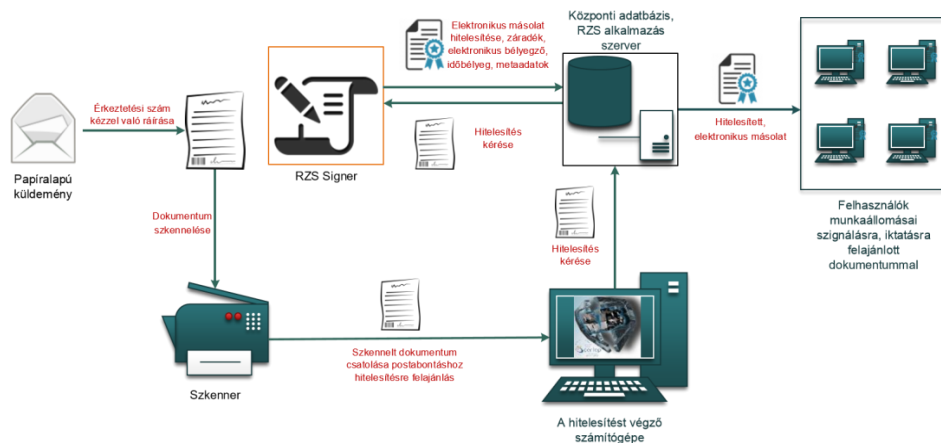 Elektronikus másolat
hitelesítése, záradék,
elektronikus bélyegző,
időbélyeg, metaadatok
Központi adatbázis,
RZS alkalmazás
szerver
Érkeztetési szám
kézzel való ráírása
Hitelesítés
kérése
Hitelesített,
elektronikus másolat
Papíralapú
küldemény
RZS Signer
Felhasználók
munkaállomásai
szignálásra, iktatásra
felajánlott
dokumentummal
Dokumentum
szkennelése
Hitelesítés
kérése
Szkennelt dokumentum
csatolása postabontáshoz
hitelesítésre felajánlás
Szkenner
A hitelesítést végző
számítógépe